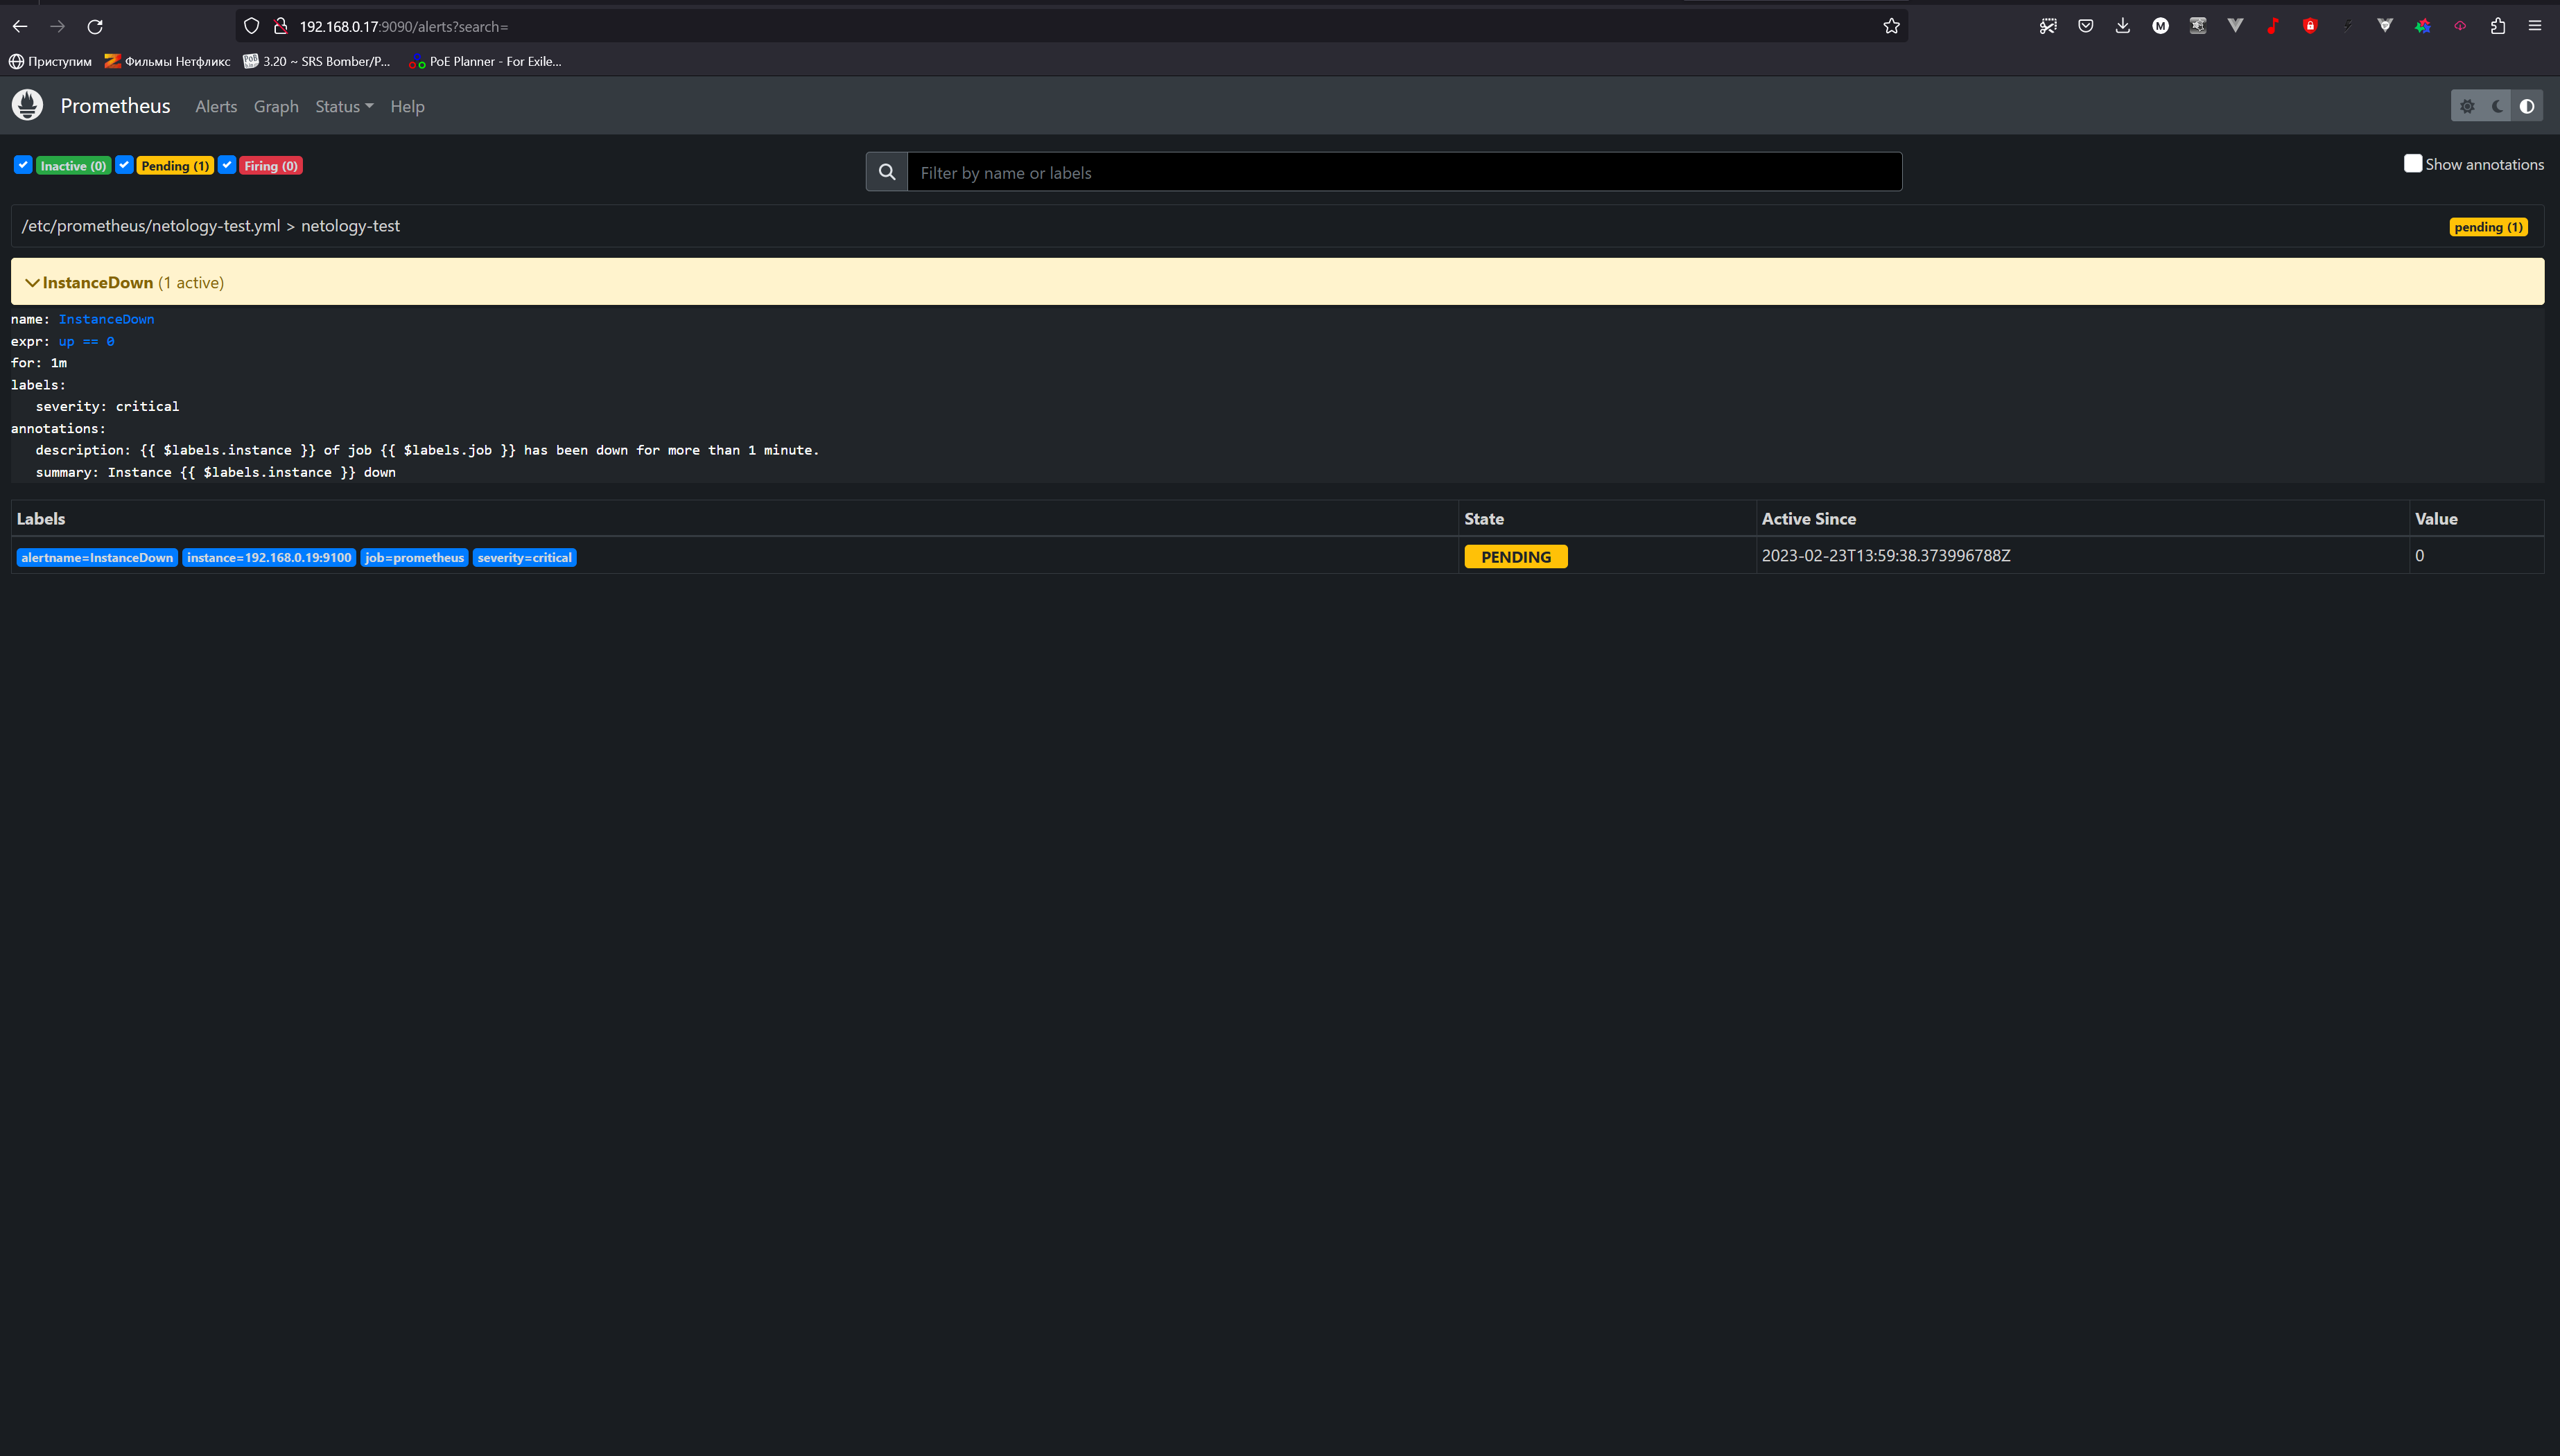 192.168.0.17:9090/alerts?search=
Приступим Фильмы Нетфликс 3.20 ~ SRS Bomber/P... PoE Planner - For Exile...
Prometheus Alerts Graph Status Help
Inactive (0) Pending (1) Firing (0) Filter by name or labels Show annotations
/etc/prometheus/netology-test.yml > netology-test pending (1)
InstanceDown (1 active)
name: InstanceDown
expr: up == 0
for: 1m
labels:
severity: critical
annotations:
description: {{ $labels.instance }} of job {{ $labels.job }} has been down for more than 1 minute.
summary: Instance {{ $labels.instance }} down
Labels State Active Since Value
alertname=InstanceDown instance=192.168.0.19:9100 job=prometheus severity=critical PENDING 2023-02-23T13:59:38.373996788Z 0